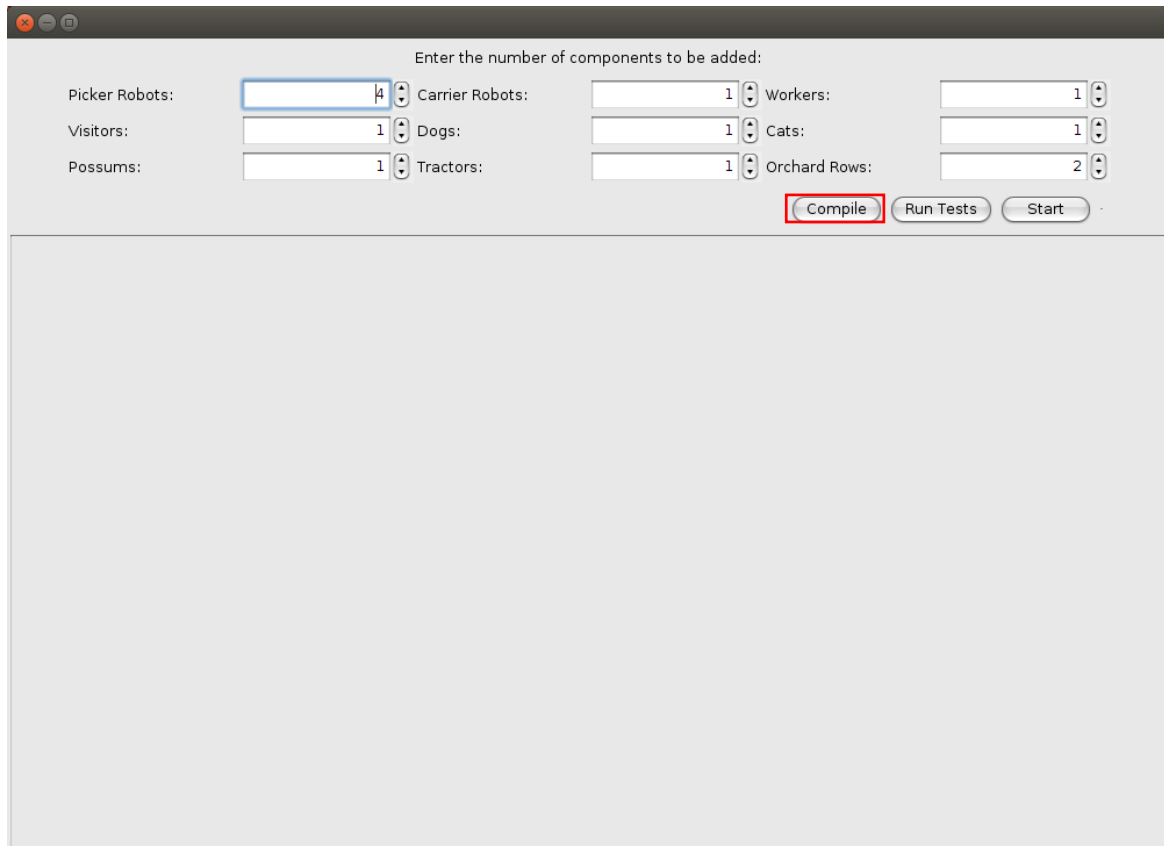 Enter the number of components to be added:
Picker Robots: 4 Carrier Robots: 1 Workers: 1
Visitors: 1 Dogs: 1 Cats: 1
Possums: 1 Tractors: 1 Orchard Rows: 2
Compile Run Tests Start